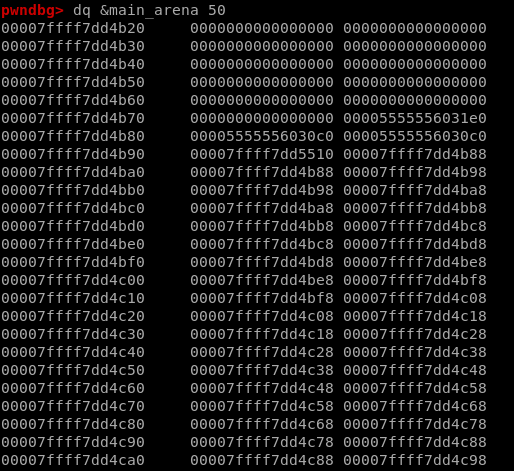 pwndbg> dq &main_arena 50
00007ffff7dd4b20     0000000000000000 0000000000000000
00007ffff7dd4b30     0000000000000000 0000000000000000
00007ffff7dd4b40     0000000000000000 0000000000000000
00007ffff7dd4b50     0000000000000000 0000000000000000
00007ffff7dd4b60     0000000000000000 0000000000000000
00007ffff7dd4b70     0000000000000000 00005555556031e0
00007ffff7dd4b80     00005555556030c0 00005555556030c0
00007ffff7dd4b90     00007ffff7dd5510 00007ffff7dd4b88
00007ffff7dd4ba0     00007ffff7dd4b88 00007ffff7dd4b98
00007ffff7dd4bb0     00007ffff7dd4b98 00007ffff7dd4ba8
00007ffff7dd4bc0     00007ffff7dd4ba8 00007ffff7dd4bb8
00007ffff7dd4bd0     00007ffff7dd4bb8 00007ffff7dd4bc8
00007ffff7dd4be0     00007ffff7dd4bc8 00007ffff7dd4bd8
00007ffff7dd4bf0     00007ffff7dd4bd8 00007ffff7dd4be8
00007ffff7dd4c00     00007ffff7dd4be8 00007ffff7dd4bf8
00007ffff7dd4c10     00007ffff7dd4bf8 00007ffff7dd4c08
00007ffff7dd4c20     00007ffff7dd4c08 00007ffff7dd4c18
00007ffff7dd4c30     00007ffff7dd4c18 00007ffff7dd4c28
00007ffff7dd4c40     00007ffff7dd4c28 00007ffff7dd4c38
00007ffff7dd4c50     00007ffff7dd4c38 00007ffff7dd4c48
00007ffff7dd4c60     00007ffff7dd4c48 00007ffff7dd4c58
00007ffff7dd4c70     00007ffff7dd4c58 00007ffff7dd4c68
00007ffff7dd4c80     00007ffff7dd4c68 00007ffff7dd4c78
00007ffff7dd4c90     00007ffff7dd4c78 00007ffff7dd4c88
00007ffff7dd4ca0     00007ffff7dd4c88 00007ffff7dd4c98